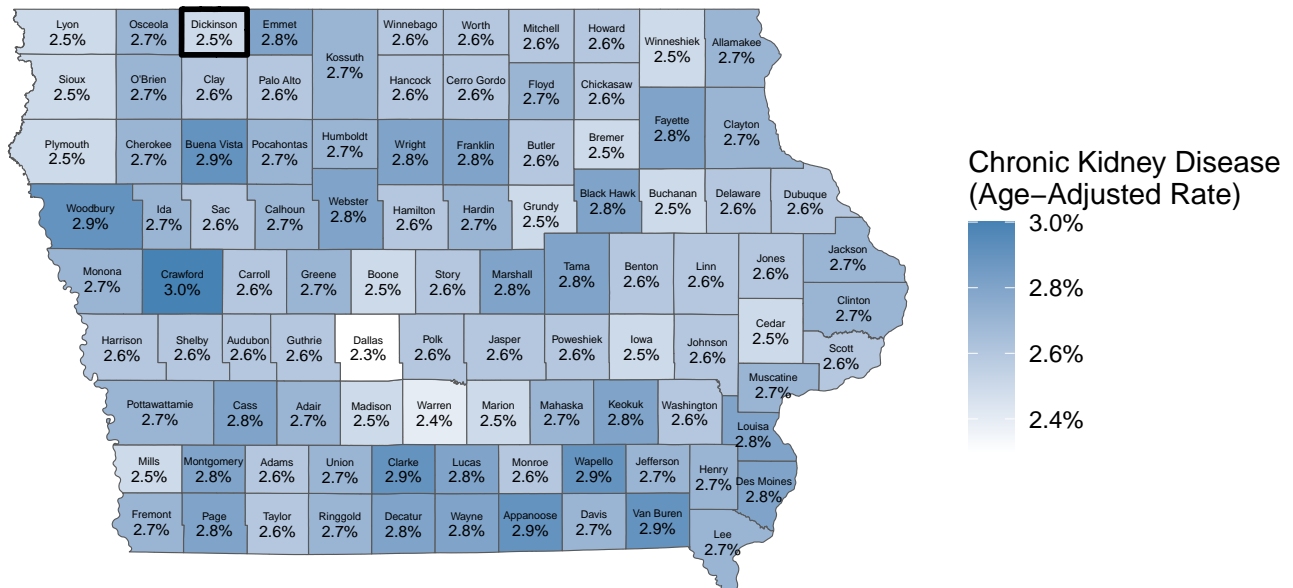 Lyon
2.5%
Osceola
2.7%
Dickinson
2.5%
Emmet
2.8%
Kossuth
2.7%
Winnebago
2.6%
Worth
2.6%
Mitchell
2.6%
Howard
2.6%
Winneshiek
2.5%
Allamakee
2.7%
Sioux
2.5%
O'Brien
2.7%
Clay
2.6%
Palo Alto
2.6%
Hancock
2.6%
Cerro Gordo
2.6%
Floyd
2.7%
Chickasaw
2.6%
Fayette
2.8%
Clayton
2.7%
Plymouth
2.5%
Cherokee
2.7%
Buena Vista
2.9%
Pocahontas
2.7%
Humboldt
2.7%
Wright
2.8%
Franklin
2.8%
Butler
2.6%
Bremer
2.5%
Woodbury
2.9%
Ida
2.7%
Sac
2.6%
Calhoun
2.7%
Webster
2.8%
Hamilton
2.6%
Hardin
2.7%
Grundy
2.5%
Black Hawk
2.8%
Buchanan
2.5%
Delaware
2.6%
Dubuque
2.6%
Monona
2.7%
Crawford
3.0%
Carroll
2.6%
Greene
2.7%
Boone
2.5%
Story
2.6%
Marshall
2.8%
Tama
2.8%
Benton
2.6%
Linn
2.6%
Jones
2.6%
Jackson
2.7%
Clinton
2.7%
Harrison
2.6%
Shelby
2.6%
Audubon
2.6%
Guthrie
2.6%
Dallas
2.3%
Polk
2.6%
Jasper
2.6%
Poweshiek
2.6%
Iowa
2.5%
Johnson
2.6%
Cedar
2.5%
Scott
2.6%
Muscatine
2.7%
Pottawattamie
2.7%
Cass
2.8%
Adair
2.7%
Madison
2.5%
Warren
2.4%
Marion
2.5%
Mahaska
2.7%
Keokuk
2.8%
Washington
2.6%
Louisa
2.8%
Mills
2.5%
Montgomery
2.8%
Adams
2.6%
Union
2.7%
Clarke
2.9%
Lucas
2.8%
Monroe
2.6%
Wapello
2.9%
Jefferson
2.7%
Henry
2.7%
Des Moines
2.8%
Fremont
2.7%
Page
2.8%
Taylor
2.6%
Ringgold
2.7%
Decatur
2.8%
Wayne
2.8%
Appanoose
2.9%
Davis
2.7%
Van Buren
2.9%
Lee
2.7%
Chronic Kidney Disease
(Age−Adjusted Rate)
3.0%
2.8%
2.6%
2.4%